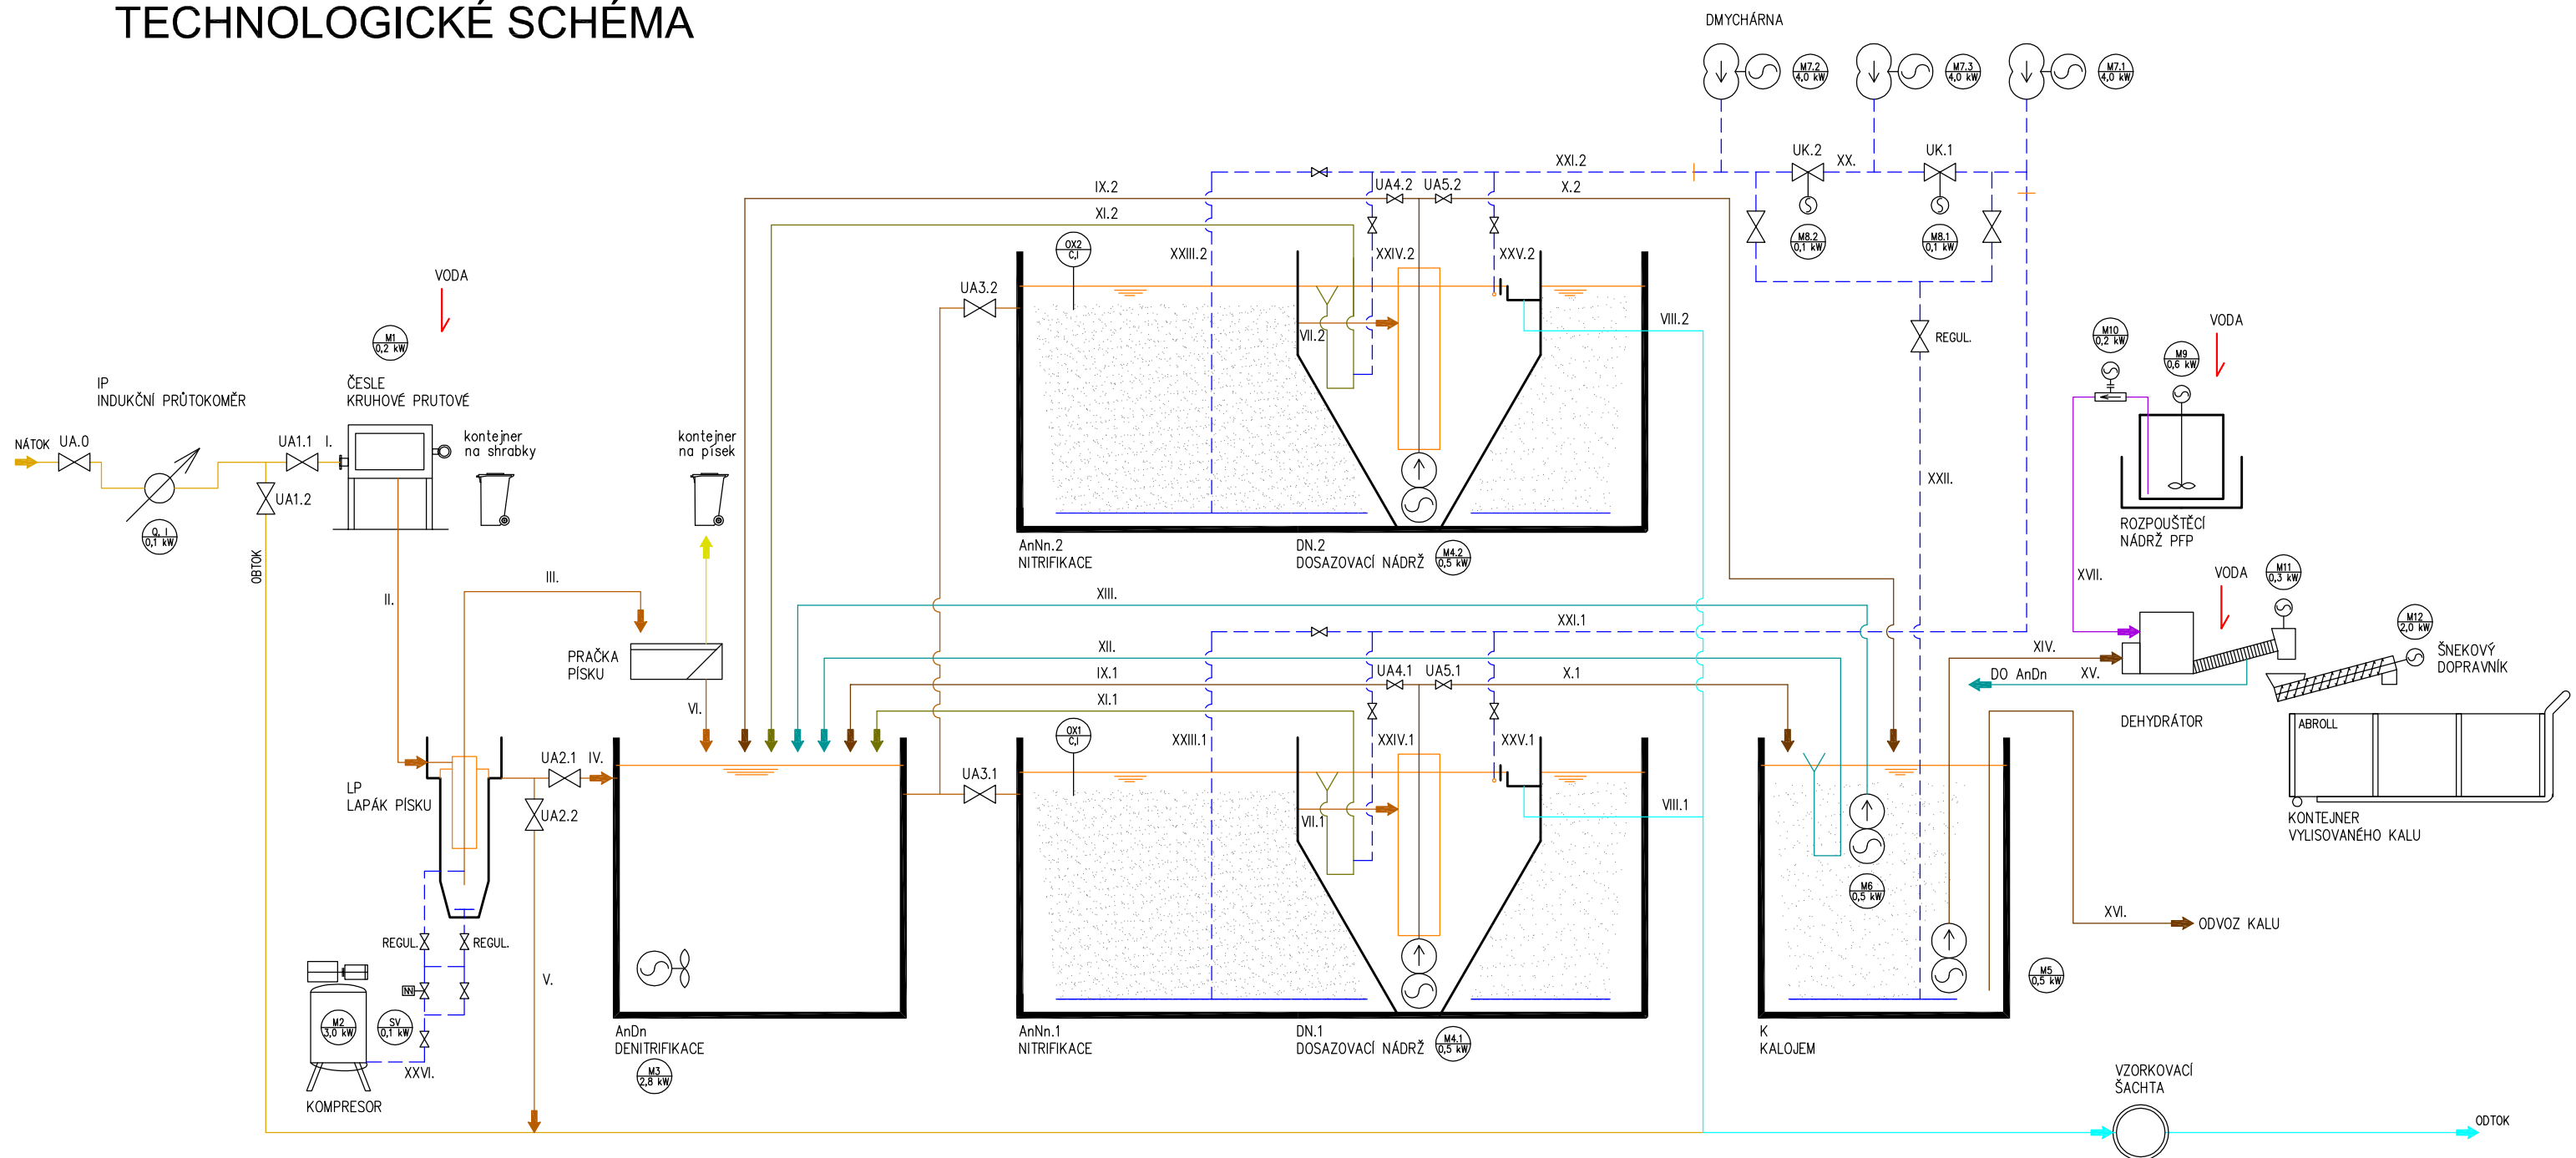 TECHNOLOGICKÉ SCHÉMA
DMYCHÁRNA
M7.2
4,0 kW
M7.3
4,0 kW
M7.1
4,0 kW
UK.2
XX.
UK.1
XXI.2
M8.2
0,1 kW
M8.1
0,1 kW
IX.2
UA4.2
UA5.2
X.2
XI.2
OX2
C,I
XXIII.2
XXIV.2
XXV.2
UA3.2
VII.2
VIII.2
REGUL.
XXII.
AnNn.2
NITRIFIKACE
DN.2
DOSAZOVACÍ NÁDRŽ
M4.2
0,5 kW
VODA
M1
0,2 kW
IP
INDUKČNÍ PRŮTOKOMĚR
ČESLE
KRUHOVÉ PRUTOVÉ
NÁTOK
UA.0
UA1.1
I.
kontejner
na shrabky
kontejner
na písek
UA1.2
Q, I
0,1 kW
OBTOK
II.
III.
PRAČKA
PÍSKU
VI.
XIII.
XXI.1
XII.
IX.1
UA4.1
UA5.1
X.1
XI.1
OX1
C,I
XXIII.1
XXIV.1
XXV.1
UA2.1
IV.
UA3.1
LP
LAPÁK PÍSKU
UA2.2
VII.1
VIII.1
REGUL.
REGUL.
V.
M2
3,0 kW
SV
0,1 kW
XXVI.
KOMPRESOR
AnDn
DENITRIFIKACE
M3
2,8 kW
AnNn.1
NITRIFIKACE
DN.1
DOSAZOVACÍ NÁDRŽ
M4.1
0,5 kW
M6
0,5 kW
K
KALOJEM
M5
0,5 kW
M10
0,2 kW
M9
0,6 kW
VODA
ROZPOUŠTĚCÍ
NÁDRŽ PFP
XVII.
VODA
M11
0,3 kW
M12
2,0 kW
ŠNEKOVÝ
DOPRAVNÍK
XIV.
DO AnDn
XV.
DEHYDRÁTOR
ABROLL
KONTEJNER
VYLISOVANÉHO KALU
XVI.
ODVOZ KALU
VZORKOVACÍ
ŠACHTA
ODTOK